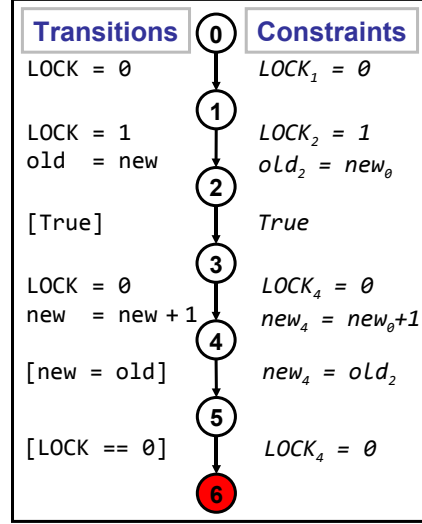 Transitions 0 Constraints
LOCK = 0 LOCK₁ = 0
1
LOCK = 1 LOCK₂ = 1
old = new old₂ = new₀
2
[True] True
3
LOCK = 0 LOCK₄ = 0
new = new + 1 new₄ = new₀+1
4
[new = old] new₄ = old₂
5
[LOCK == 0] LOCK₄ = 0
6